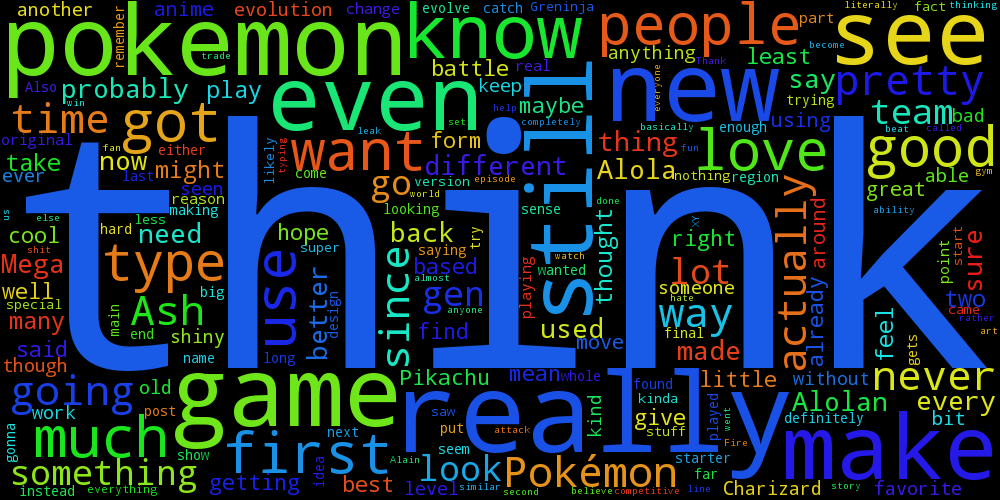 another
anime
evolution
change
evolve
catch
Greninja
literally
fact
thinking
pokemon
remember
know
people
part
see
trade
battle
real
anything
least
become
Thank
Also
probably
play
even
keep
maybe
new
everyone
say
pretty
trying
win
time
got
set
help
completely
using
team
bad
original
fan
either
typing
want
leak
form
still
thing
basically
fun
enough
love
beat
called
good
take
now
might
likely
come
different
Alola
nothing
region
able
gym
ever
last
seen
reason
go
version
episode
world
great
us
else
less
making
looking
sense
done
thought
XY
actually
around
ability
cool
shit
hard
need
hope
back
try
right
point
start
sure
Mega
type
super
saying
watch
lot
think
well
use
better
design
since
based
almost
playing
wanted
someone
hate
already
feel
two
special
big
gen
came
many
main
Ash
shiny
anyone
used
final
way
rather
art
said
end
name
long
find
move
made
gets
though
game
Pikachu
mean
whole
really
little
without
never
going
old
found
kinda
played
went
Alolan
every
work
post
saw
put
attack
kind
give
stuff
definitely
bit
gonna
much
show
first
next
idea
Alain
seem
starter
make
something
look
Pokémon
far
Fire
instead
everything
getting
best
level
similar
second
believe
competitive
line
Charizard
story
favorite